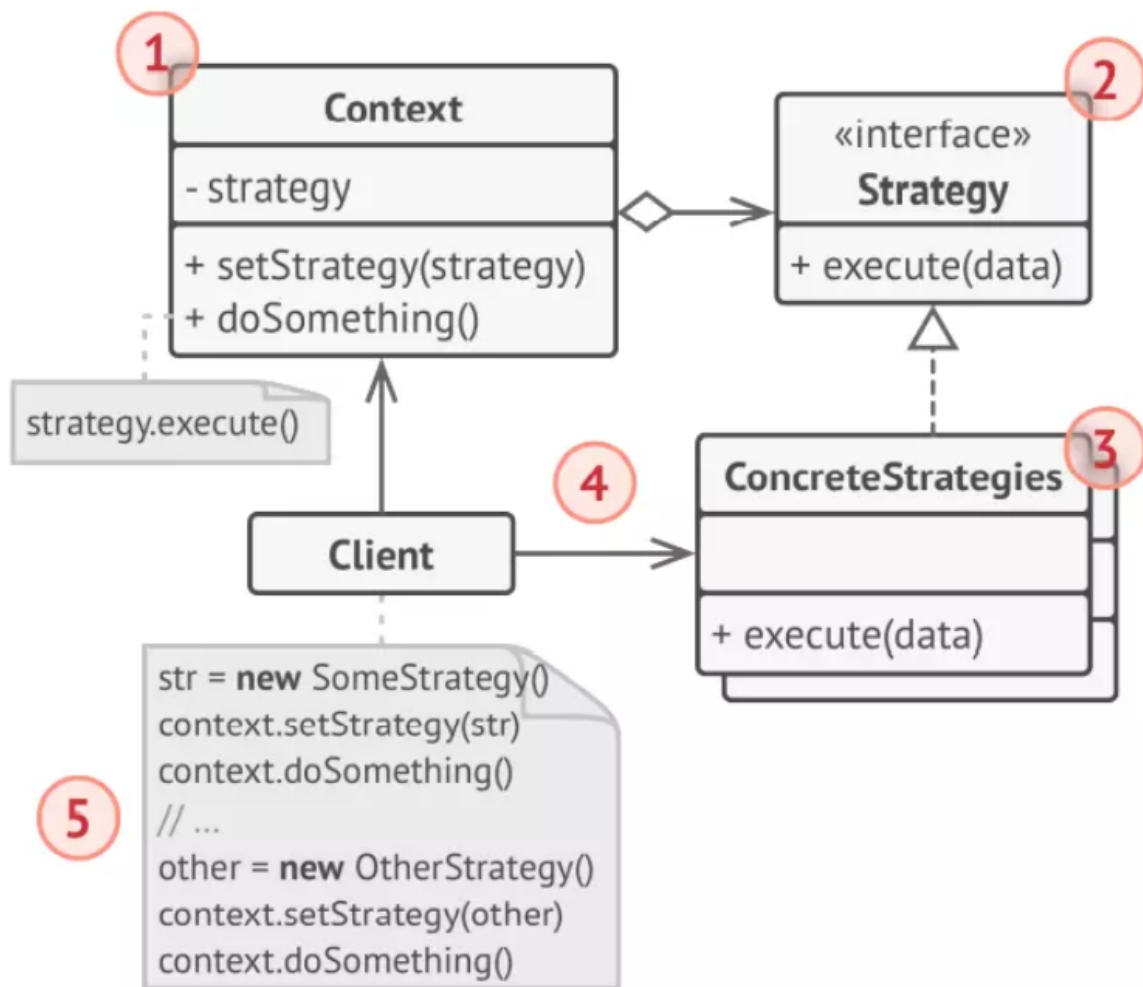 1
Context
- strategy
+ setStrategy(strategy)
+ doSomething()
strategy.execute()
2
«interface»
Strategy
+ execute(data)
3
ConcreteStrategies
+ execute(data)
4
Client
5
str = new SomeStrategy()
context.setStrategy(str)
context.doSomething()
// ...
other = new OtherStrategy()
context.setStrategy(other)
context.doSomething()